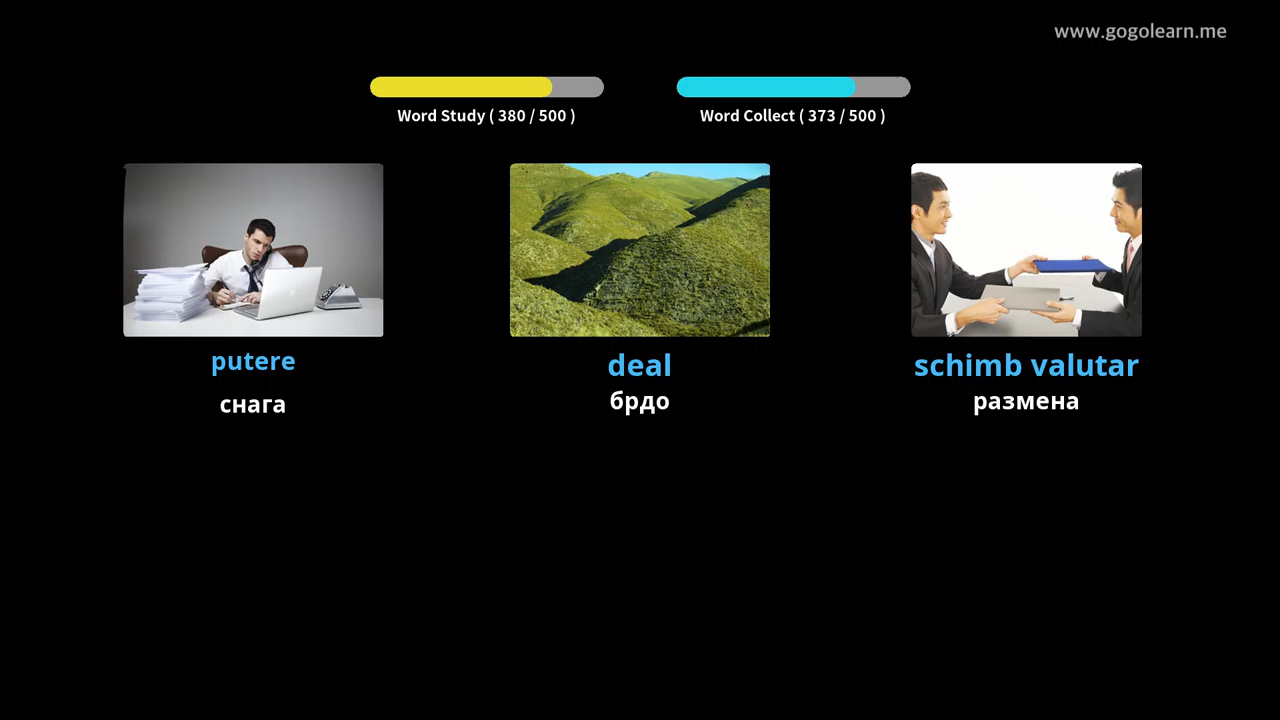 www.gogolearn.me
Word Study ( 380 / 500 )
Word Collect ( 373 / 500 )
putere
deal
schimb valutar
снага
брдо
размена